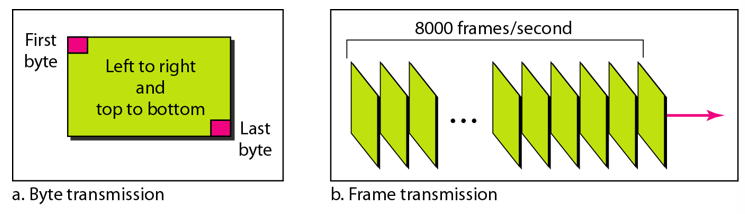 First
byte
Left to right
and
top to bottom
Last
byte
a. Byte transmission
8000 frames/second
...
b. Frame transmission